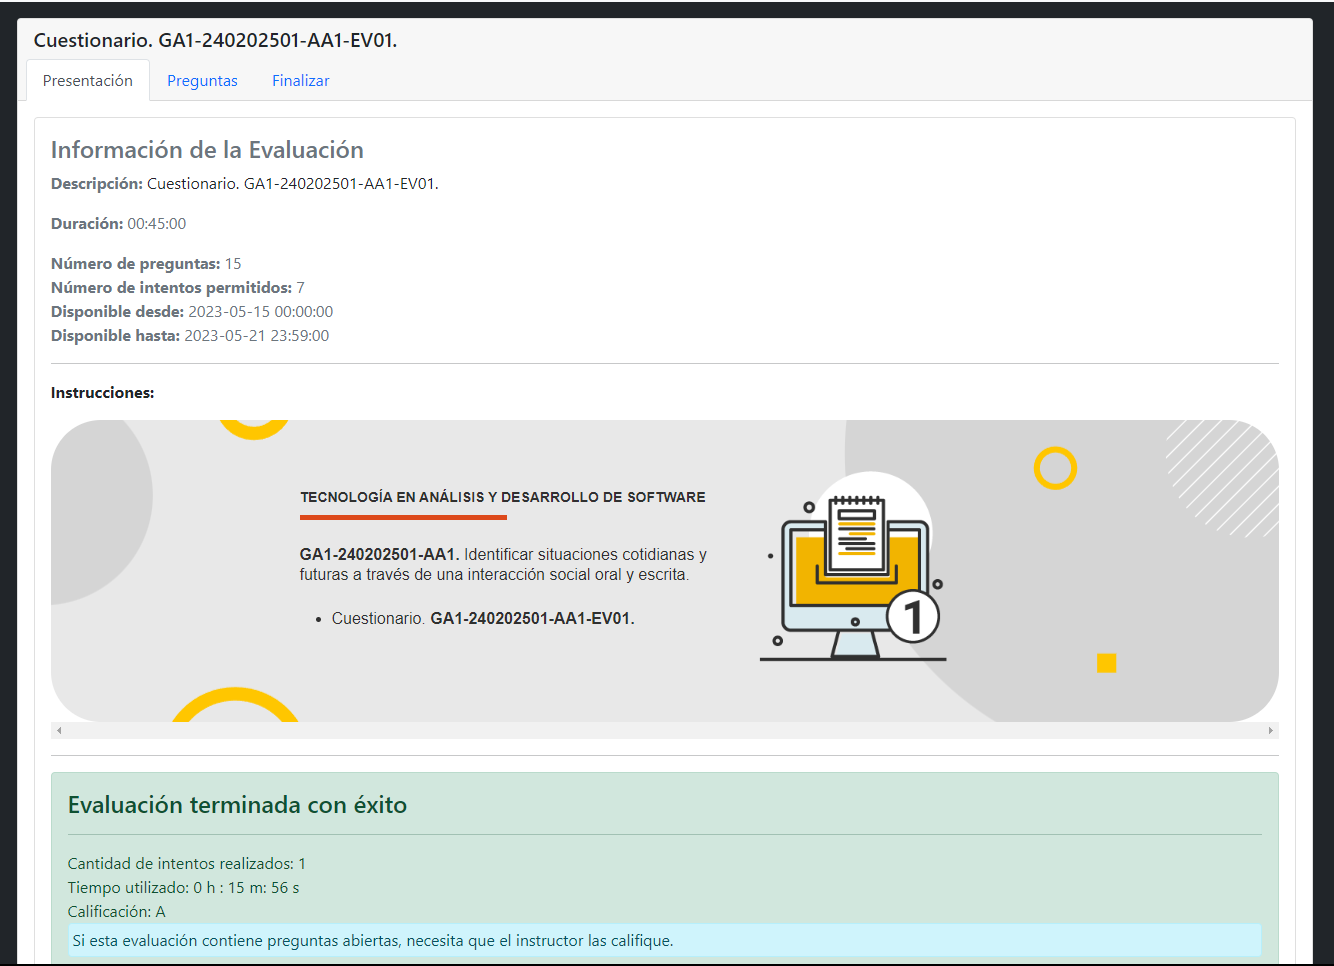 Cuestionario. GA1-240202501-AA1-EV01.
Presentación
Preguntas
Finalizar
Información de la Evaluación
Descripción: Cuestionario. GA1-240202501-AA1-EV01.
Duración: 00:45:00
Número de preguntas: 15
Número de intentos permitidos: 7
Disponible desde: 2023-05-15 00:00:00
Disponible hasta: 2023-05-21 23:59:00
Instrucciones:
TECNOLOGÍA EN ANÁLISIS Y DESARROLLO DE SOFTWARE
GA1-240202501-AA1. Identificar situaciones cotidianas y
futuras a través de una interacción social oral y escrita.
• Cuestionario. GA1-240202501-AA1-EV01.
1
Evaluación terminada con éxito
Cantidad de intentos realizados: 1
Tiempo utilizado: 0 h : 15 m: 56 s
Calificación: A
Si esta evaluación contiene preguntas abiertas, necesita que el instructor las califique.